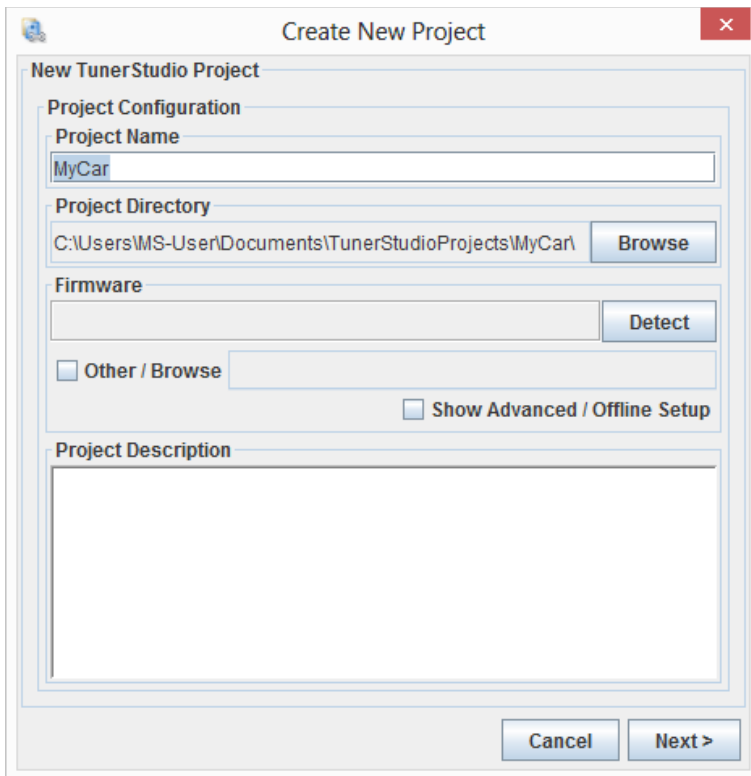 Create New Project
New TunerStudio Project
Project Configuration
Project Name
MyCar
Project Directory
C:\Users\MS-User\Documents\TunerStudioProjects\MyCar\ Browse
Firmware
Detect
Other / Browse
Show Advanced / Offline Setup
Project Description
Cancel Next >